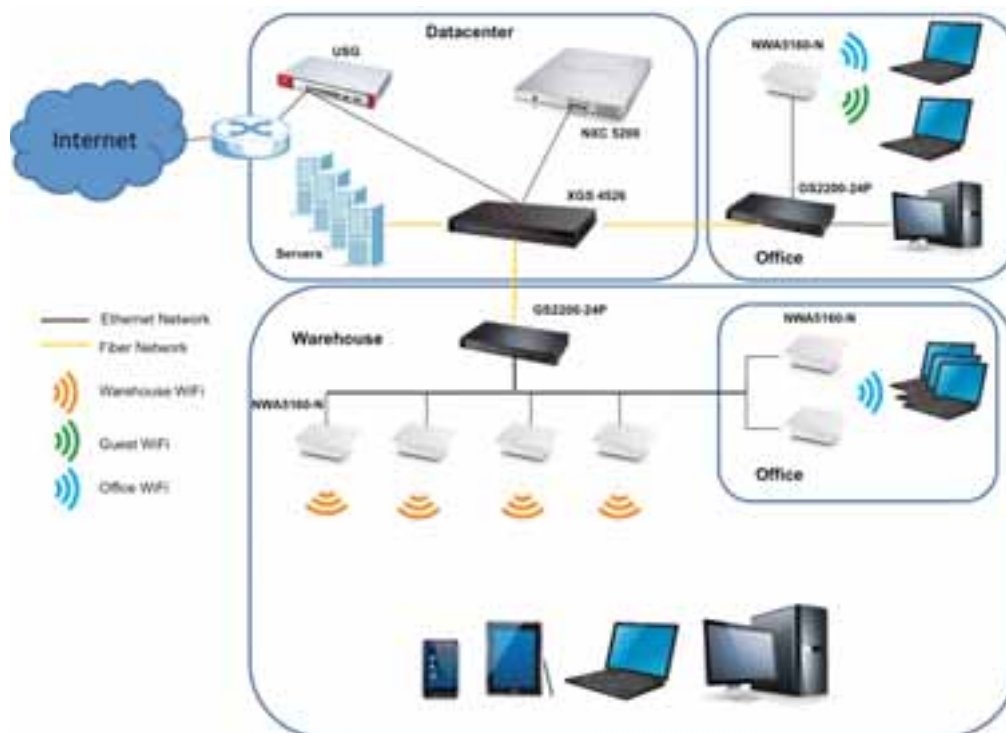 Datacenter
USG
NXC 5200
Internet
XGS 4526
Servers
NWA5160-N
GS2200-24P
Office
Ethernet Network
Fiber Network
Warehouse WiFi
Guest WiFi
Office WiFi
GS2200-24P
Warehouse
NWA5160-N
NWA5160-N
Office